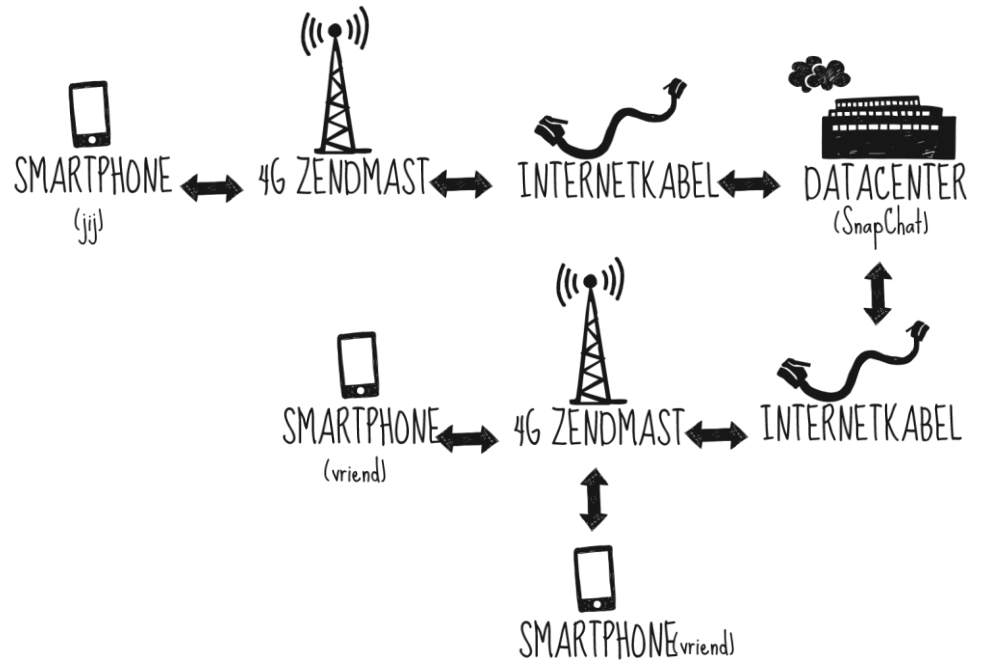 SMARTPHONE
(jij)
4G ZENDMAST
INTERNETKABEL
DATACENTER
(SnapChat)
SMARTPHONE
(vriend)
4G ZENDMAST
INTERNETKABEL
SMARTPHONE (vriend)